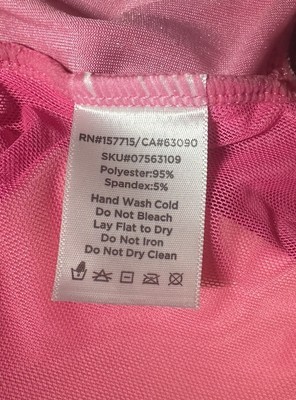 RN#157715/CA#63090
SKU#07563109
Polyester:95%
Spandex:5%
Hand Wash Cold
Do Not Bleach
Lay Flat to Dry
Do Not Iron
Do Not Dry Clean